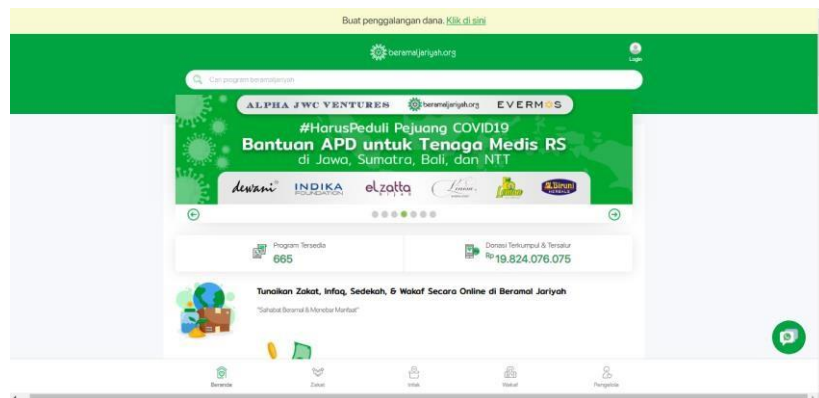 Buat penggalangan dana. Klik di sini
beramaljariyah.org
Login
Cari program beramaljariyah
ALPHA JWC VENTURES beramaljariyah.org EVERMOS
#HarusPeduli Pejuang COVID19
Bantuan APD untuk Tenaga Medis RS
di Jawa, Sumatra, Bali, dan NTT
dewani INDIKA FOUNDATION elzatta HIJAB
Program Tersedia
665
Donasi Terkumpul & Tersalur
Rp 19.824.076.075
Tunaikan Zakat, Infaq, Sedekah, & Wakaf Secara Online di Beramal Jariyah
"Sahabat Beramal & Menebar Manfaat"
Beranda Zakat Infak Wakaf Pengelola